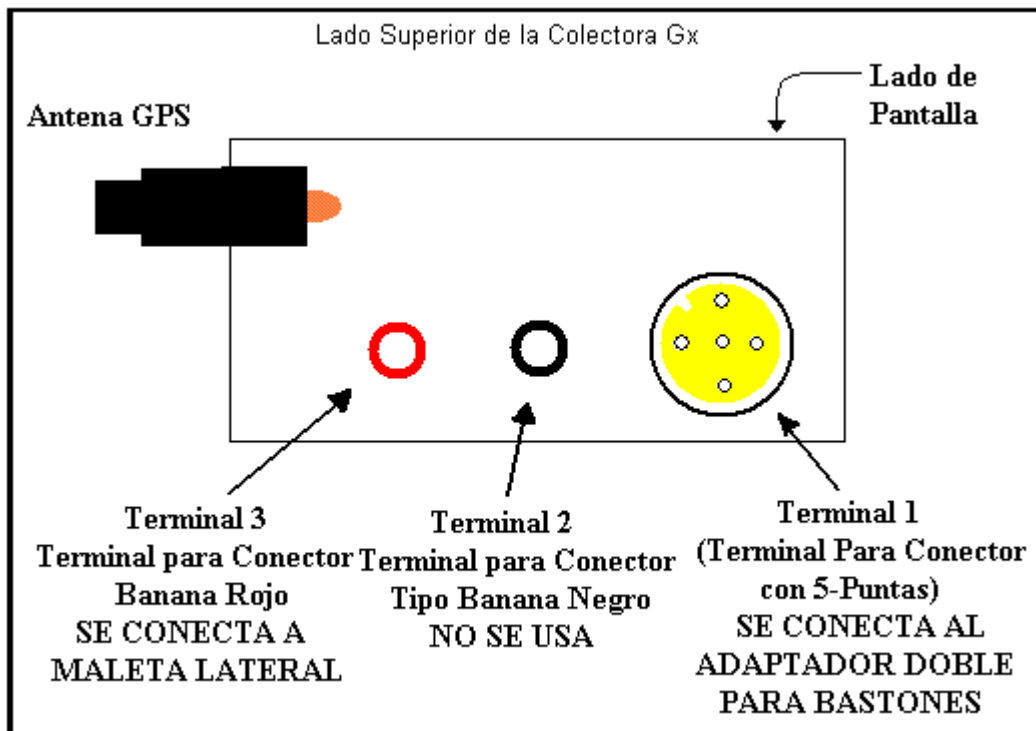 Lado Superior de la Colectora Gx
Lado de
Pantalla
Antena GPS
Terminal 3
Terminal para Conector
Banana Rojo
SE CONECTA A
MALETA LATERAL
Terminal 2
Terminal para Conector
Tipo Banana Negro
NO SE USA
Terminal 1
(Terminal Para Conector
con 5-Puntas)
SE CONECTA AL
ADAPTADOR DOBLE
PARA BASTONES